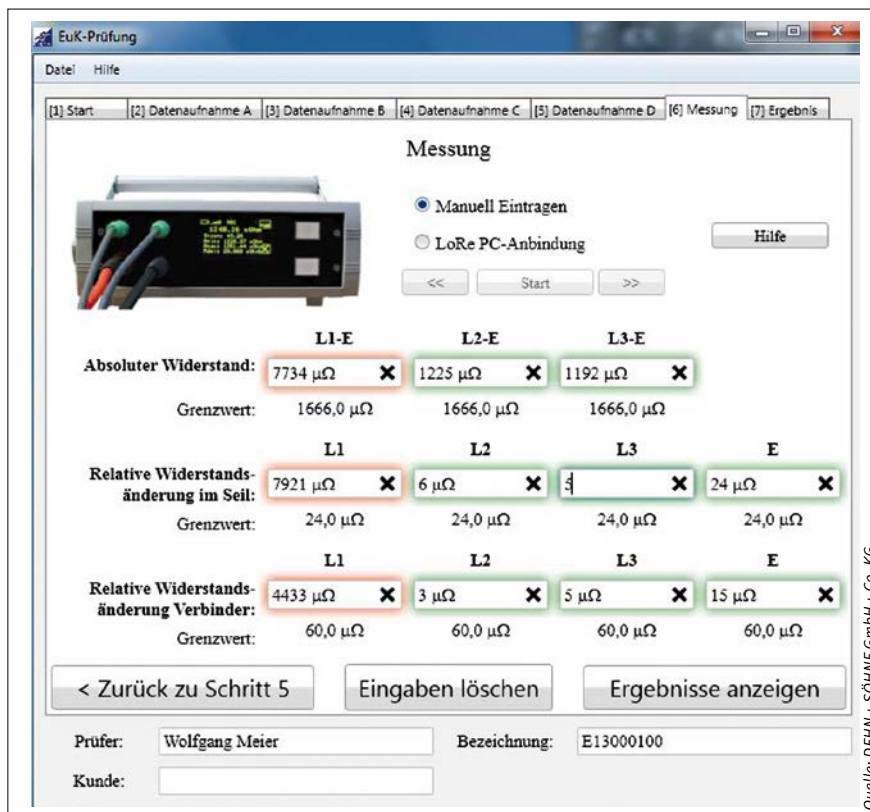 EuK-Prüfung
Datei Hilfe
[1] Start [2] Datenaufnahme A [3] Datenaufnahme B [4] Datenaufnahme C [5] Datenaufnahme D [6] Messung [7] Ergebnis
Messung
Manuell Eintragen
LoRe PC-Anbindung
Hilfe
<< Start >>
L1-E L2-E L3-E
Absoluter Widerstand: 7734 µΩ 1225 µΩ 1192 µΩ
Grenzwert: 1666,0 µΩ 1666,0 µΩ 1666,0 µΩ
L1 L2 L3 E
Relative Widerstands-
änderung im Seil: 7921 µΩ 6 µΩ 5 24 µΩ
Grenzwert: 24,0 µΩ 24,0 µΩ 24,0 µΩ 24,0 µΩ
L1 L2 L3 E
Relative Widerstands-
änderung Verbinder: 4433 µΩ 3 µΩ 5 µΩ 15 µΩ
Grenzwert: 60,0 µΩ 60,0 µΩ 60,0 µΩ 60,0 µΩ
< Zurück zu Schritt 5 Eingaben löschen Ergebnisse anzeigen
Prüfer: Wolfgang Meier Bezeichnung: E13000100
Kunde:
Quelle: DEHN + SÖHNE GmbH + Co. KG